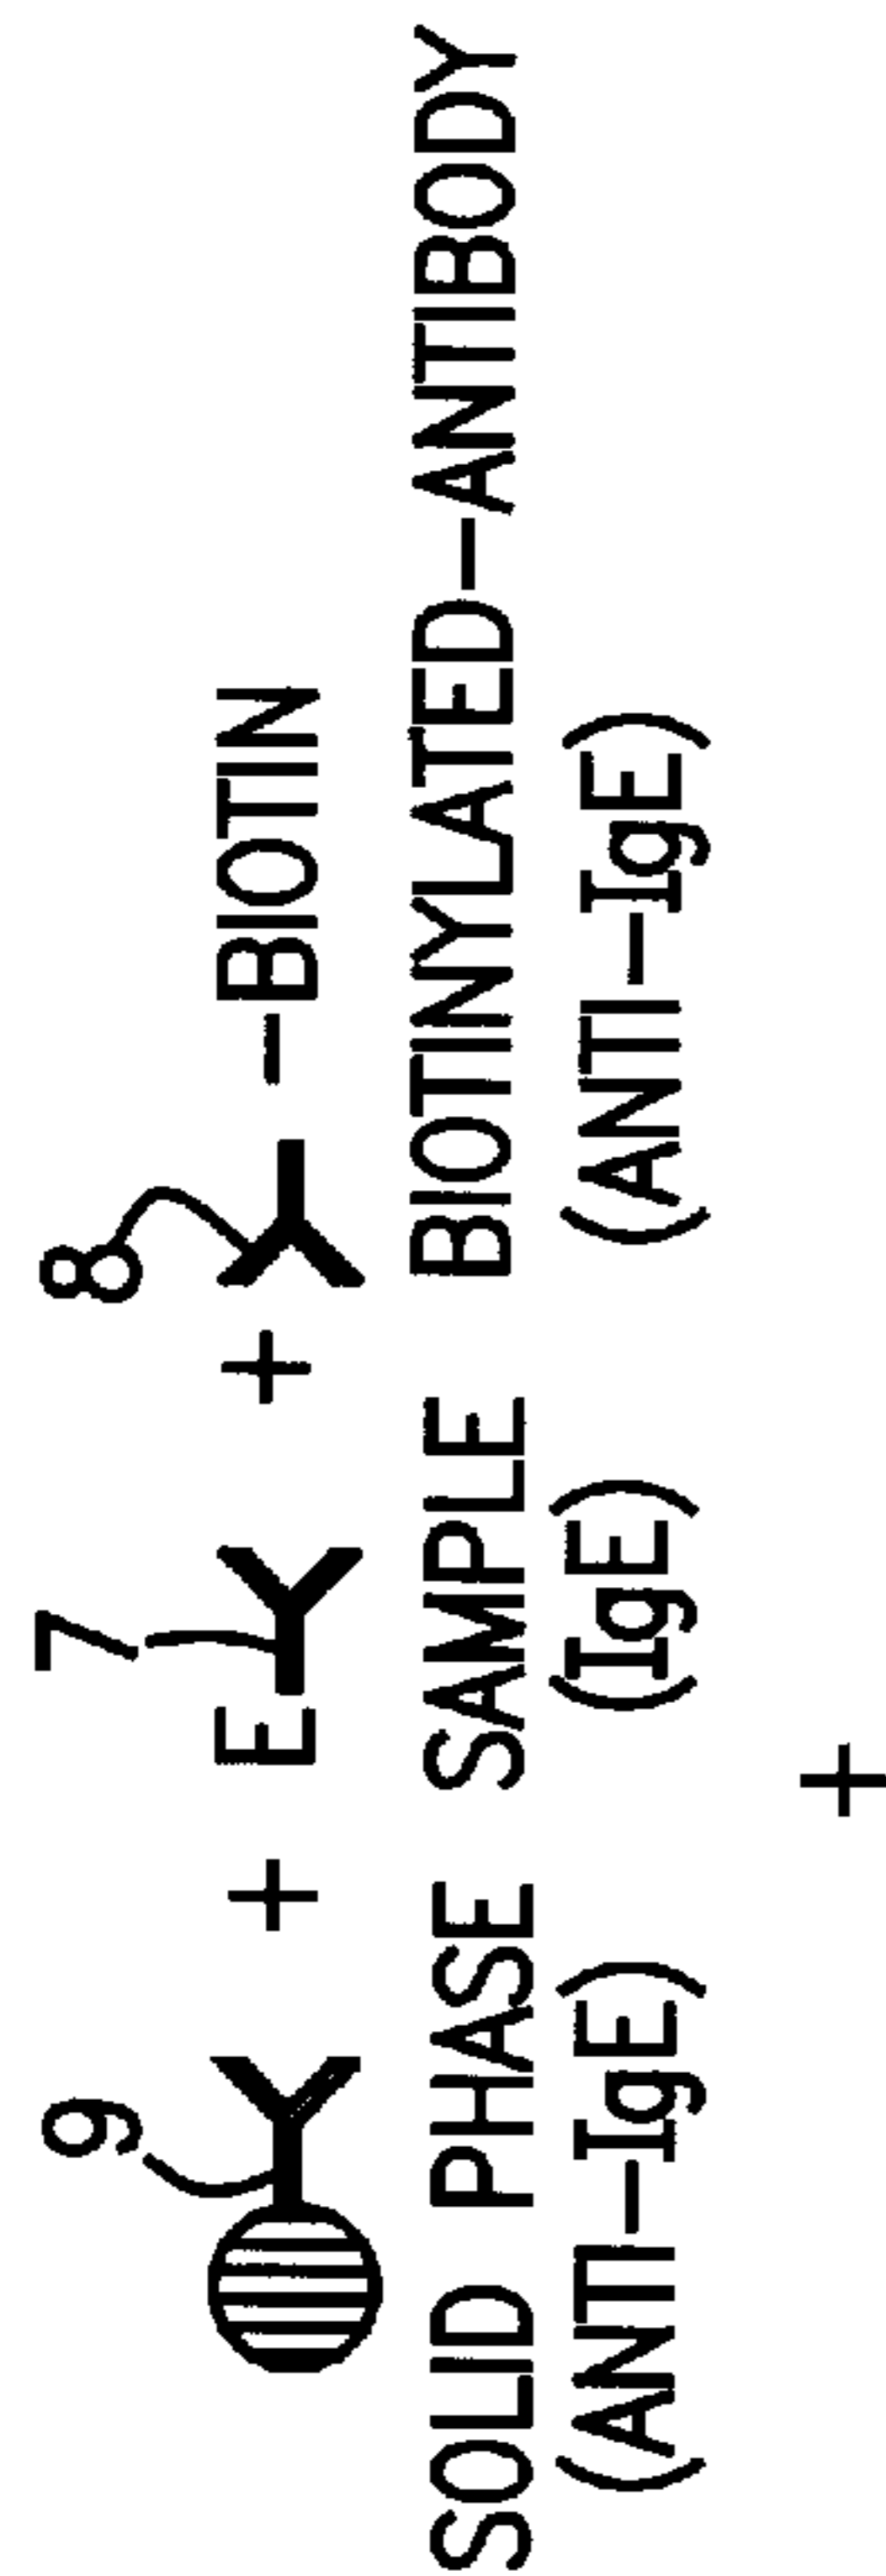 9 7 8
+ E + -BIOTIN
SOLID PHASE SAMPLE BIOTINYLATED-ANTIBODY
(ANTI-IgE) (IgE) (ANTI-IgE)
+